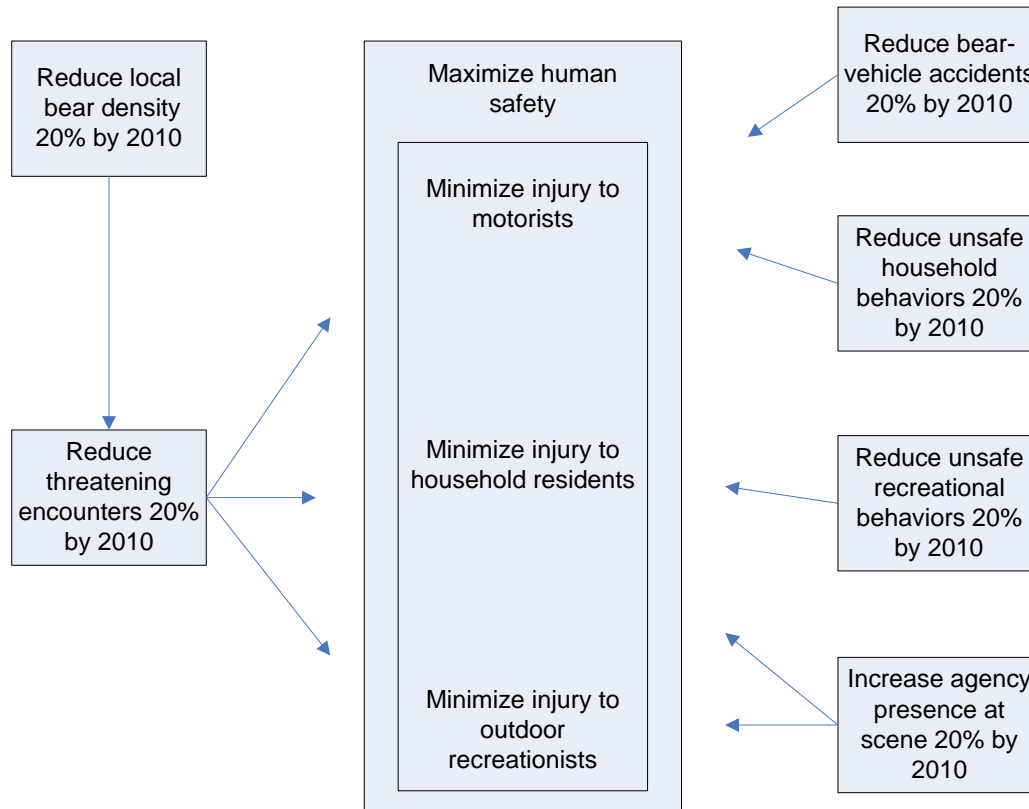 Reduce local
bear density
20% by 2010
Reduce
threatening
encounters 20%
by 2010
Maximize human
safety
Minimize injury to
motorists
Minimize injury to
household residents
Minimize injury to
outdoor
recreationists
Reduce bear-
vehicle accidents
20% by 2010
Reduce unsafe
household
behaviors 20%
by 2010
Reduce unsafe
recreational
behaviors 20%
by 2010
Increase agency
presence at
scene 20% by
2010